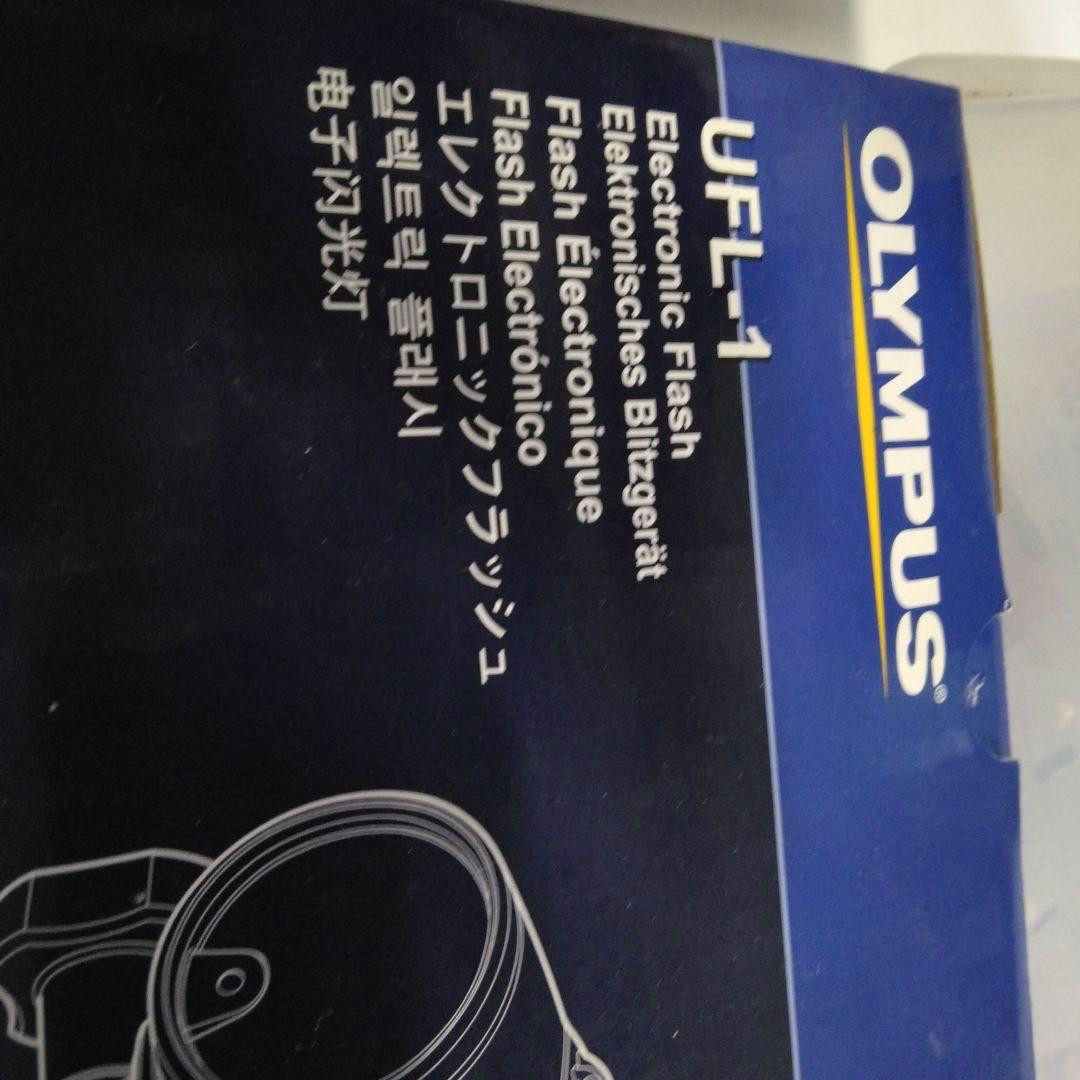 OLYMPUS®
UFL-1
Electronic Flash
Elektronisches Blitzgerät
Flash Électronique
Flash Electrónico
エレクトロニックフラッシュ
일렉트릭 플래시
电子闪光灯